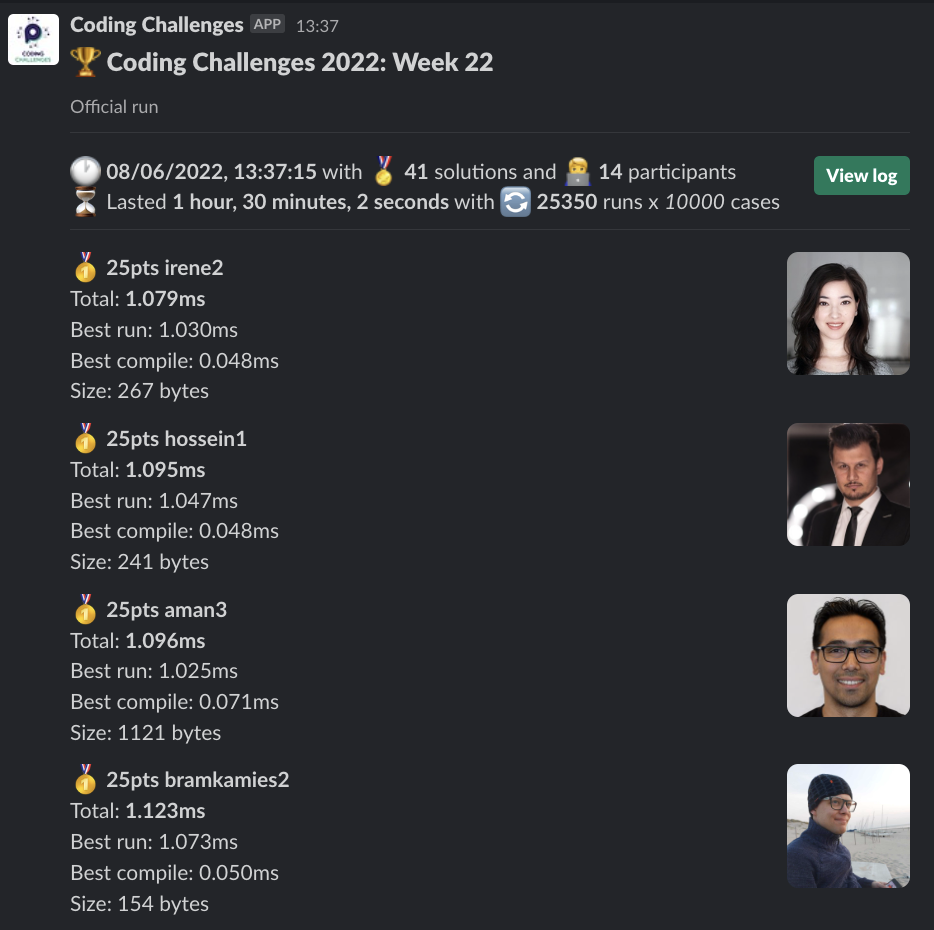 Coding Challenges APP 13:37
Coding Challenges 2022: Week 22
Official run
08/06/2022, 13:37:15 with 41 solutions and 14 participants
View log
Lasted 1 hour, 30 minutes, 2 seconds with 25350 runs x 10000 cases
25pts irene2
Total: 1.079ms
Best run: 1.030ms
Best compile: 0.048ms
Size: 267 bytes
25pts hossein1
Total: 1.095ms
Best run: 1.047ms
Best compile: 0.048ms
Size: 241 bytes
25pts aman3
Total: 1.096ms
Best run: 1.025ms
Best compile: 0.071ms
Size: 1121 bytes
25pts bramkamies2
Total: 1.123ms
Best run: 1.073ms
Best compile: 0.050ms
Size: 154 bytes
CODING
CHALLENGES